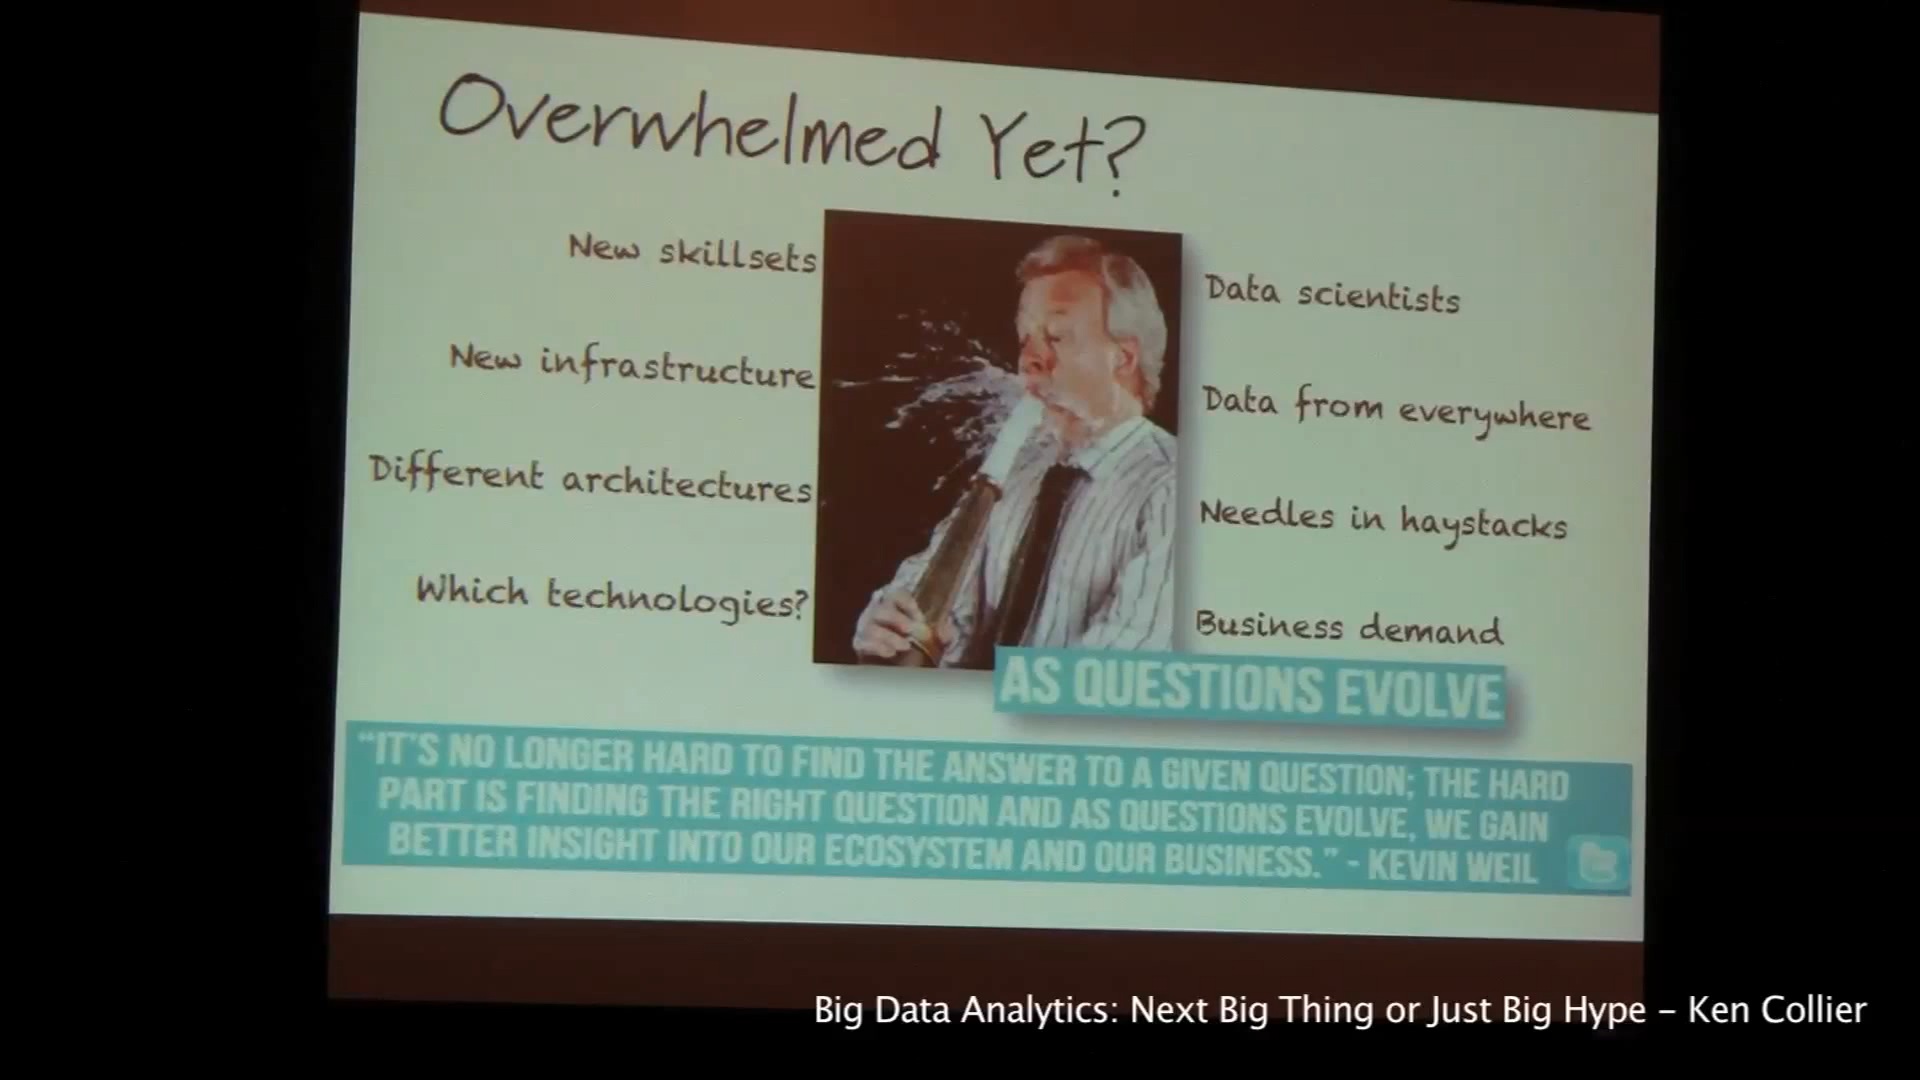 Overwhelmed Yet?
New skillsets
New infrastructure
Different architectures
Which technologies?
Data scientists
Data from everywhere
Needles in haystacks
Business demand
AS QUESTIONS EVOLVE
“IT'S NO LONGER HARD TO FIND THE ANSWER TO A GIVEN QUESTION; THE HARD
PART IS FINDING THE RIGHT QUESTION AND AS QUESTIONS EVOLVE, WE GAIN
BETTER INSIGHT INTO OUR ECOSYSTEM AND OUR BUSINESS.” - KEVIN WEIL
Big Data Analytics: Next Big Thing or Just Big Hype – Ken Collier